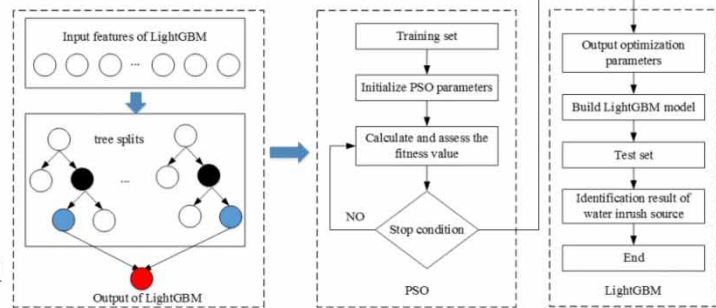 Input features of LightGBM
...
tree splits
...
Output of LightGBM
Training set
Initialize PSO parameters
Calculate and assess the
fitness value
NO
Stop condition
PSO
Output optimization
parameters
Build LightGBM model
Test set
Identification result of
water inrush source
End
LightGBM